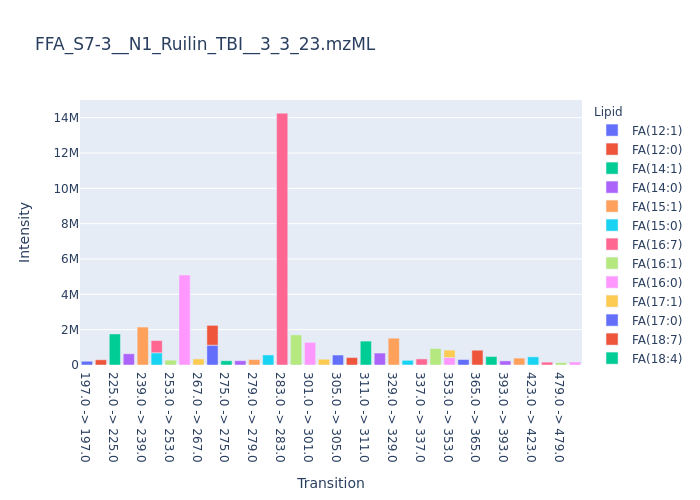 FFA_S7-3__N1_Ruilin_TBI__3_3_23.mzML
Lipid
FA(12:1)
FA(12:0)
FA(14:1)
FA(14:0)
FA(15:1)
FA(15:0)
FA(16:7)
FA(16:1)
FA(16:0)
FA(17:1)
FA(17:0)
FA(18:7)
FA(18:4)
Intensity
14M
12M
10M
8M
6M
4M
2M
0
197.0 -> 197.0
225.0 -> 225.0
239.0 -> 239.0
253.0 -> 253.0
267.0 -> 267.0
275.0 -> 275.0
279.0 -> 279.0
283.0 -> 283.0
301.0 -> 301.0
305.0 -> 305.0
311.0 -> 311.0
329.0 -> 329.0
337.0 -> 337.0
353.0 -> 353.0
365.0 -> 365.0
393.0 -> 393.0
423.0 -> 423.0
479.0 -> 479.0
Transition